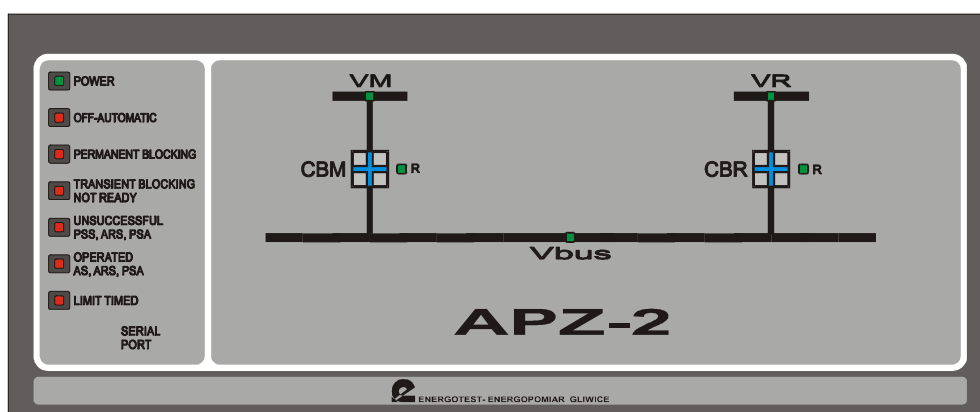 POWER
OFF-AUTOMATIC
PERMANENT BLOCKING
TRANSIENT BLOCKING
NOT READY
UNSUCCESSFUL
PSS, ARS, PSA
OPERATED
AS, ARS, PSA
LIMIT TIMED
SERIAL
PORT
VM
VR
CBM
R
CBR
R
Vbus
APZ-2
ENERGOTEST- ENERGOPOMIAR GLIWICE